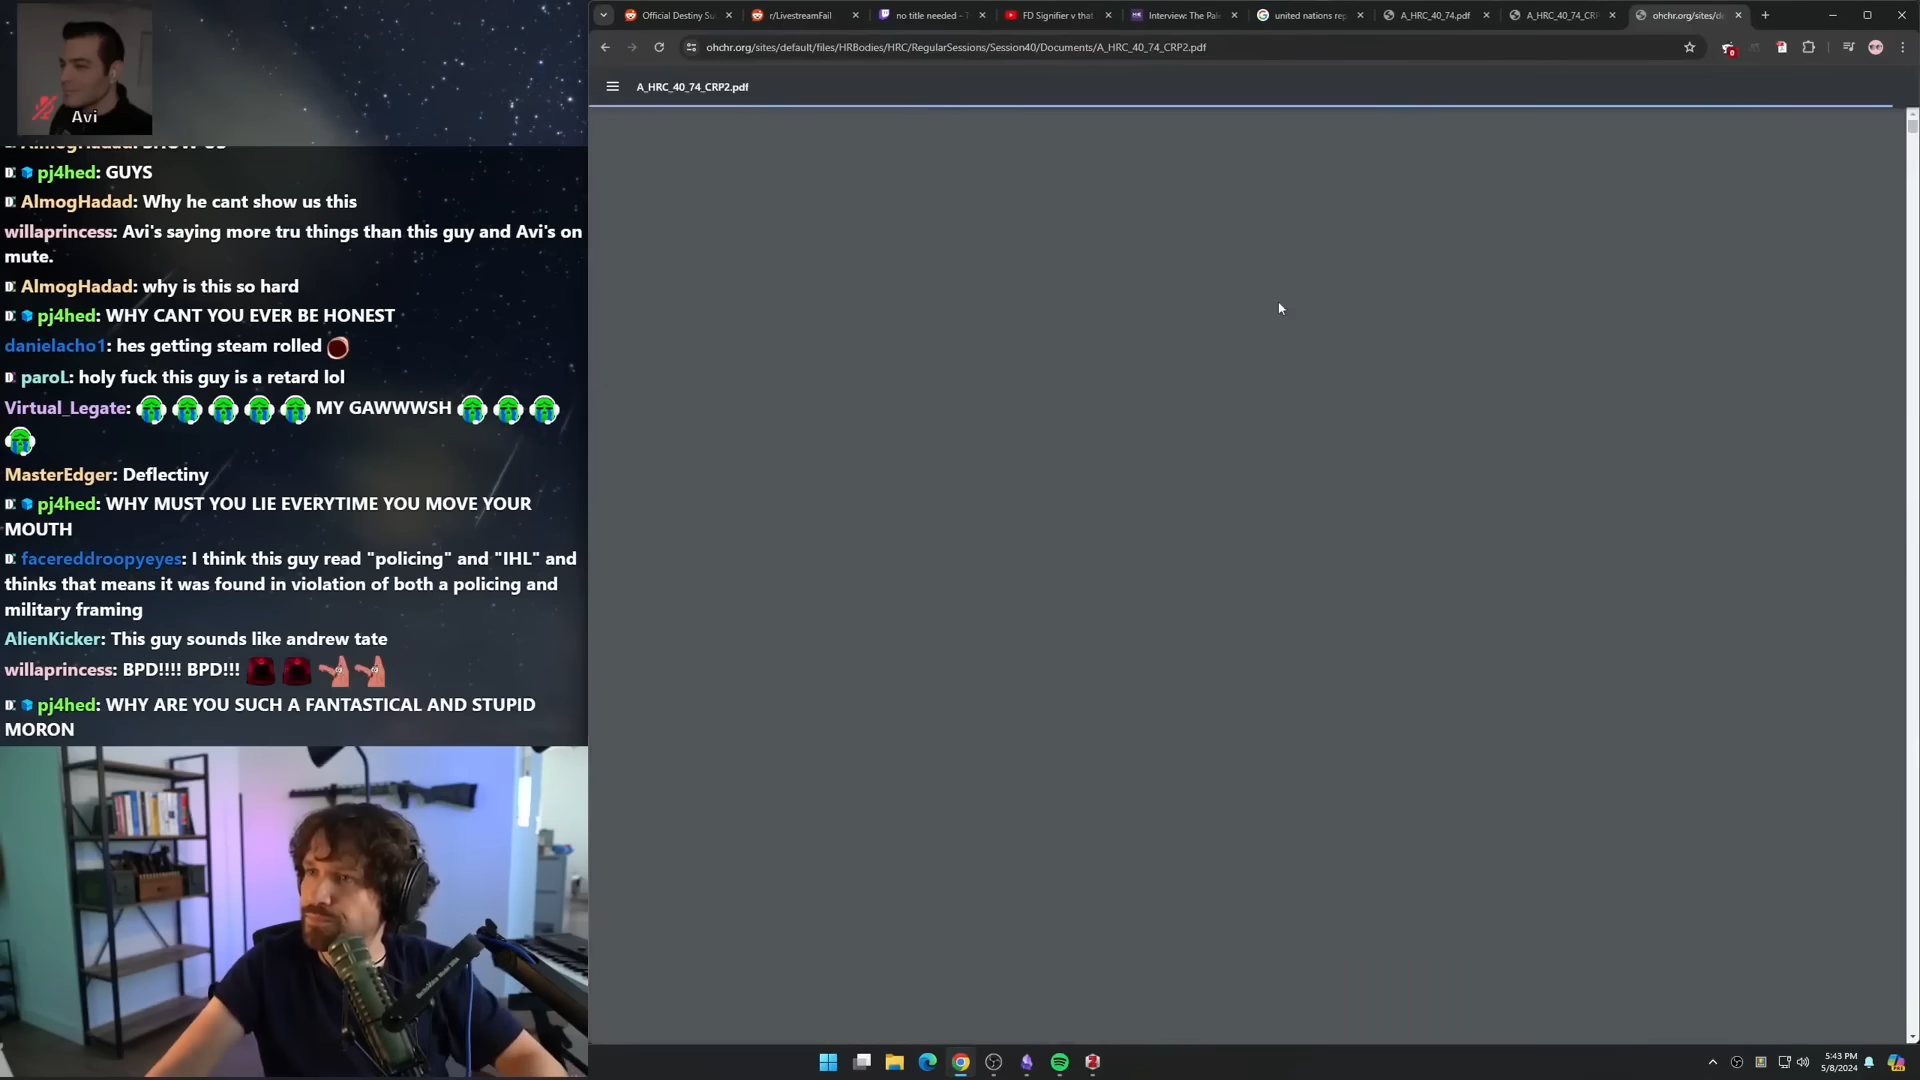 Avi
pj4hed: GUYS
AlmogHadad: Why he cant show us this
willaprincess: Avi's saying more tru things than this guy and Avi's on
mute.
AlmogHadad: why is this so hard
pj4hed: WHY CANT YOU EVER BE HONEST
danielacho1: hes getting steam rolled
paroL: holy fuck this guy is a retard lol
Virtual_Legate: MY GAWWWSH
MasterEdger: Deflectiny
pj4hed: WHY MUST YOU LIE EVERYTIME YOU MOVE YOUR
MOUTH
facereddroopyeyes: I think this guy read "policing" and "IHL" and
thinks that means it was found in violation of both a policing and
military framing
AlienKicker: This guy sounds like andrew tate
willaprincess: BPD!!!! BPD!!!
pj4hed: WHY ARE YOU SUCH A FANTASTICAL AND STUPID
MORON
Official Destiny Su
r/LivestreamFail
no title needed - T
FD Signifier v that
Interview: The Pale
united nations rep
A_HRC_40_74.pdf
A_HRC_40_74_CRP
ohchr.org/sites/de
ohchr.org/sites/default/files/HRBodies/HRC/RegularSessions/Session40/Documents/A_HRC_40_74_CRP2.pdf
A_HRC_40_74_CRP2.pdf
5:43 PM
5/8/2024